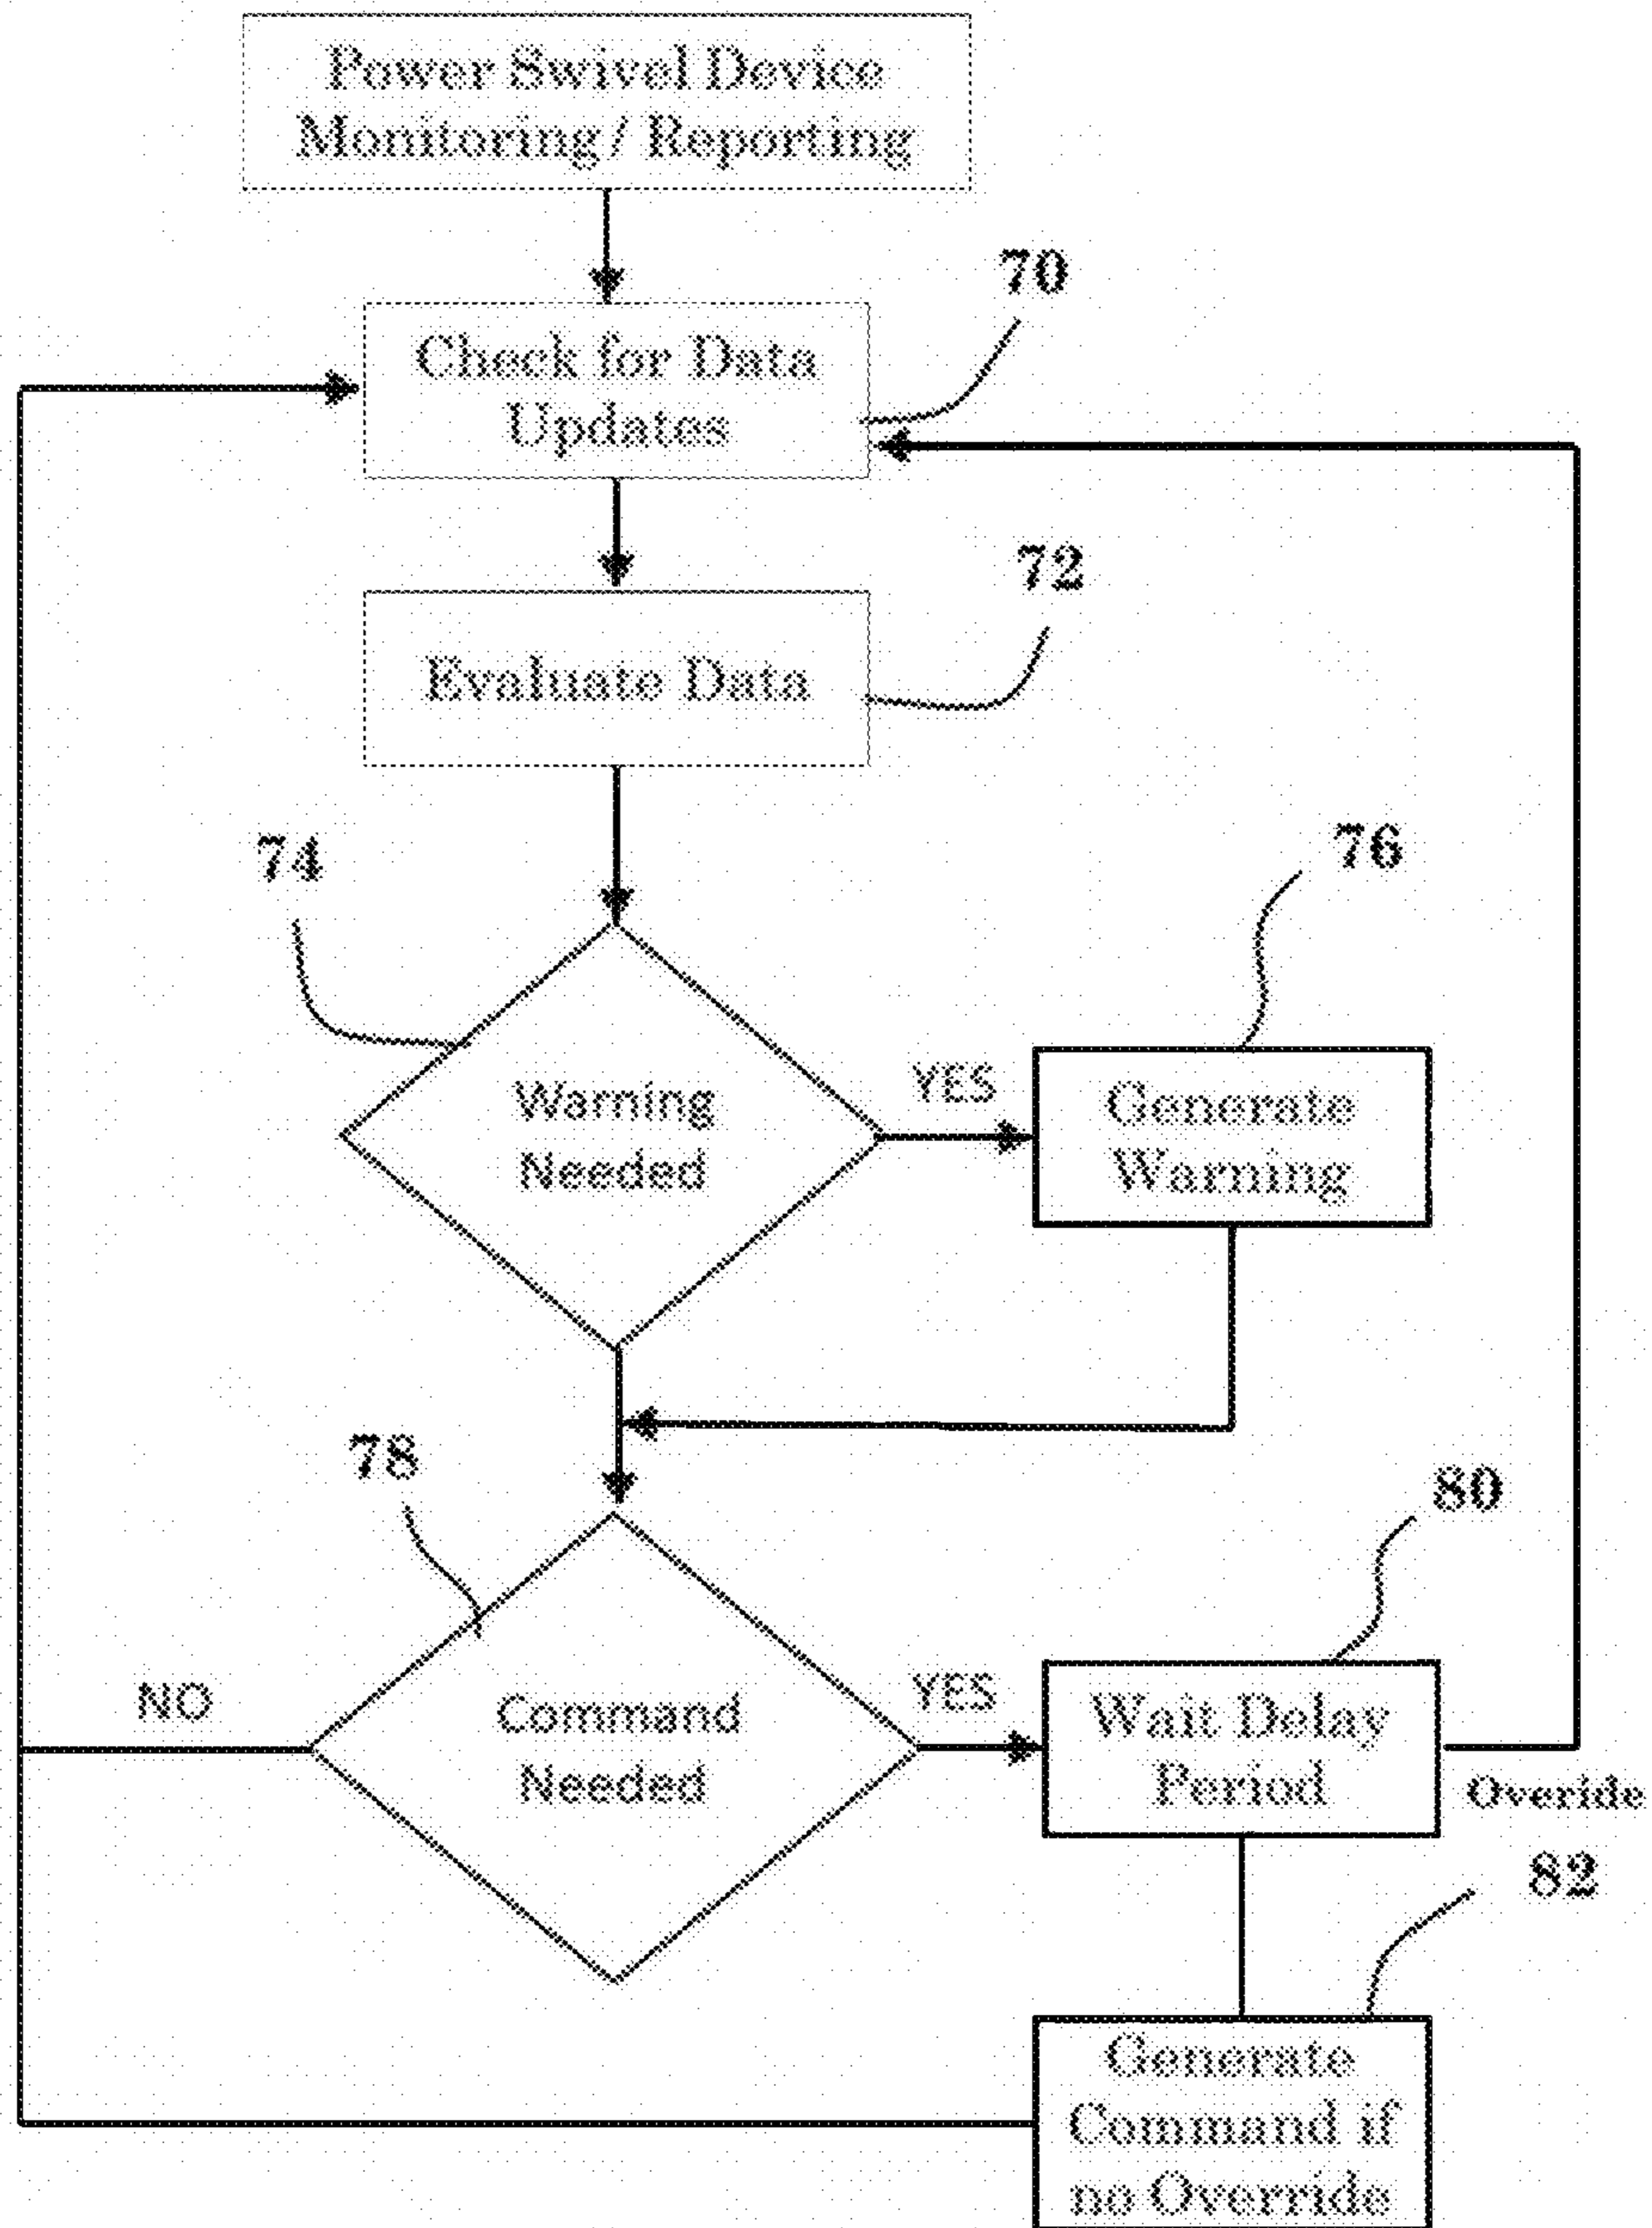 Power Swivel Device
Monitoring/ Reporting
70
Check for Data
Updates
72
Evaluate Data
74
76
Warning
Needed
YES
Generate
Warning
78
80
NO
Command
Needed
YES
Wait Delay
Period
Overide
82
Generate
Command if
no Override